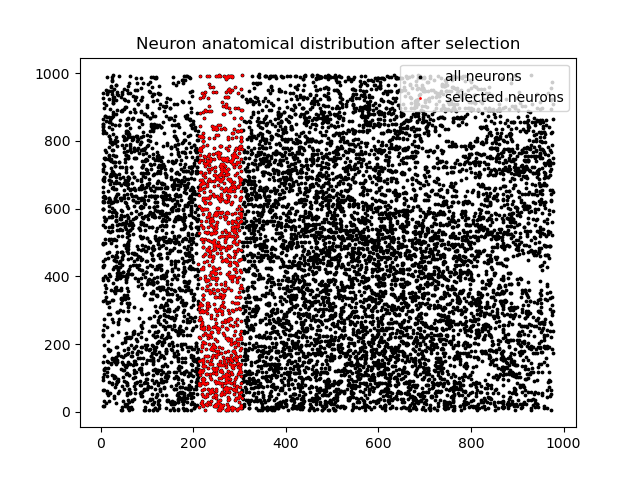 Neuron anatomical distribution after selection
1000
800
600
400
200
0
all neurons
selected neurons
0 200 400 600 800 1000